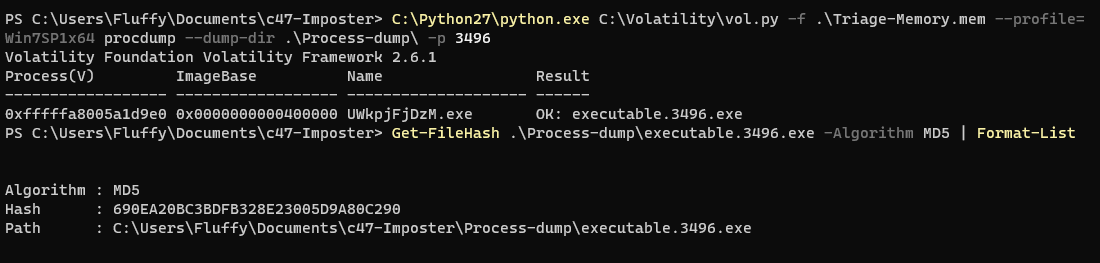 PS C:\Users\Fluffy\Documents\c47-Imposter> C:\Python27\python.exe C:\Volatility\vol.py -f .\Triage-Memory.mem --profile=
Win7SP1x64 procdump --dump-dir .\Process-dump\ -p 3496
Volatility Foundation Volatility Framework 2.6.1
Process(V)         ImageBase          Name                 Result
------------------ ------------------ -------------------- ------
0xfffffa8005a1d9e0 0x0000000000400000 UWkpjFjDzM.exe       OK: executable.3496.exe
PS C:\Users\Fluffy\Documents\c47-Imposter> Get-FileHash .\Process-dump\executable.3496.exe -Algorithm MD5 | Format-List
Algorithm : MD5
Hash      : 690EA20BC3BDFB328E23005D9A80C290
Path      : C:\Users\Fluffy\Documents\c47-Imposter\Process-dump\executable.3496.exe